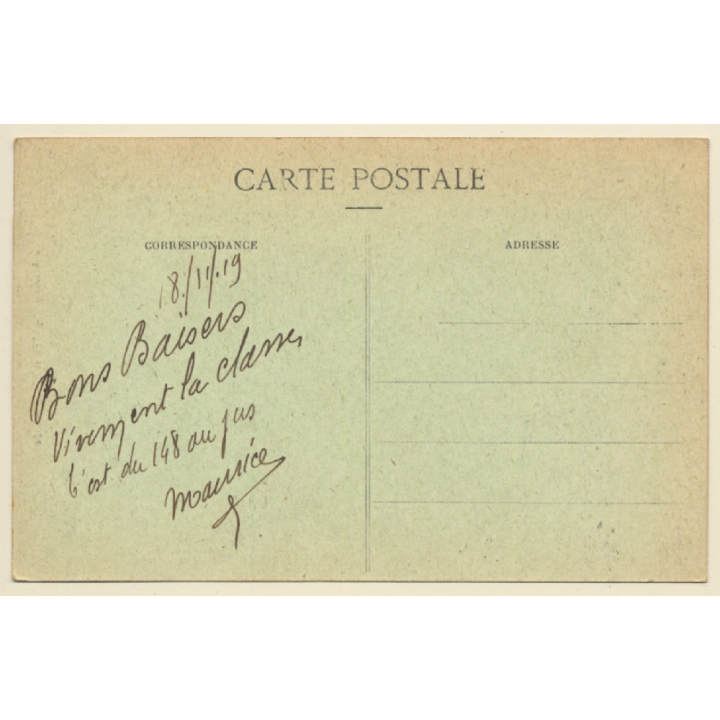 CARTE POSTALE
CORRESPONDANCE
ADRESSE
18/11/.19
Bons Baisers
Vivement la classe
C'est du 148 au jus
Maurice